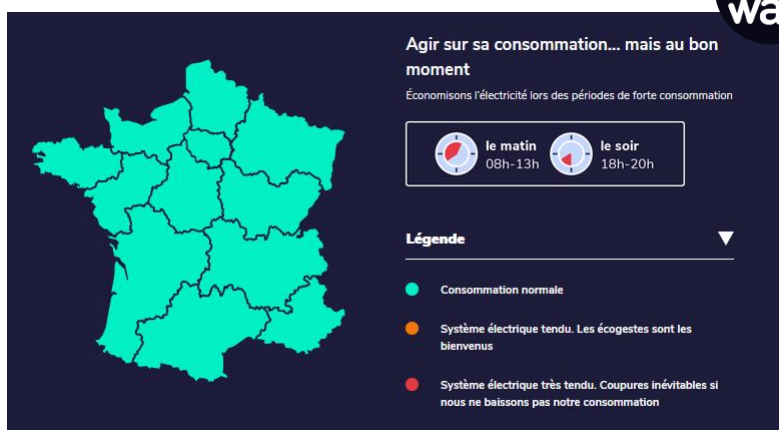 wa
Agir sur sa consommation... mais au bon
moment
Économisons l'électricité lors des périodes de forte consommation
le matin
08h-13h
le soir
18h-20h
Légende
Consommation normale
Système électrique tendu. Les écogestes sont les
bienvenus
Système électrique très tendu. Coupures inévitables si
nous ne baissons pas notre consommation